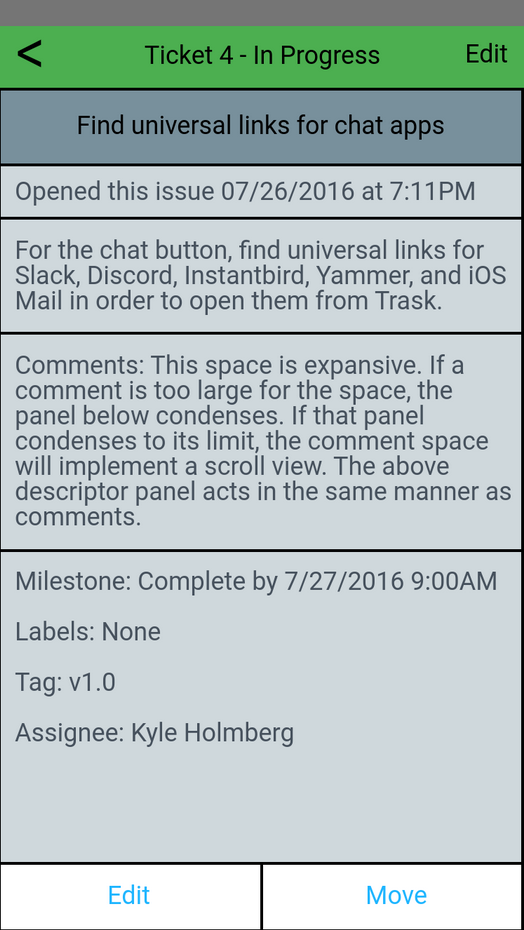 < Ticket 4 - In Progress Edit
Find universal links for chat apps
Opened this issue 07/26/2016 at 7:11PM
For the chat button, find universal links for
Slack, Discord, Instantbird, Yammer, and iOS
Mail in order to open them from Trask.
Comments: This space is expansive. If a
comment is too large for the space, the
panel below condenses. If that panel
condenses to its limit, the comment space
will implement a scroll view. The above
descriptor panel acts in the same manner as
comments.
Milestone: Complete by 7/27/2016 9:00AM
Labels: None
Tag: v1.0
Assignee: Kyle Holmberg
Edit Move